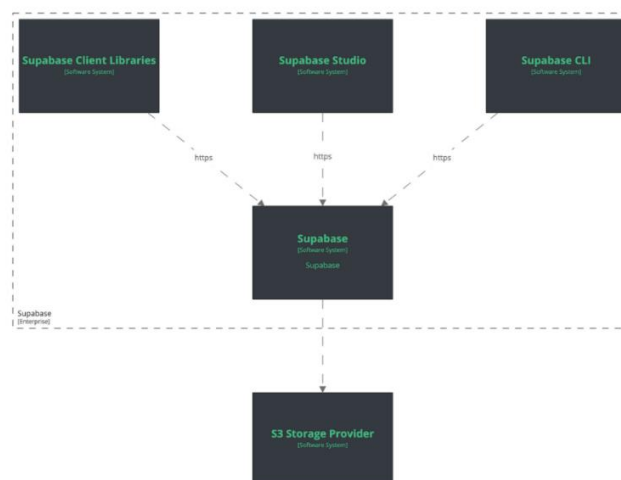 Supabase Client Libraries
[Software System]
Supabase Studio
[Software System]
Supabase CLI
[Software System]
https
https
https
Supabase
[Software System]
Supabase
Supabase
[Enterprise]
S3 Storage Provider
[Software System]